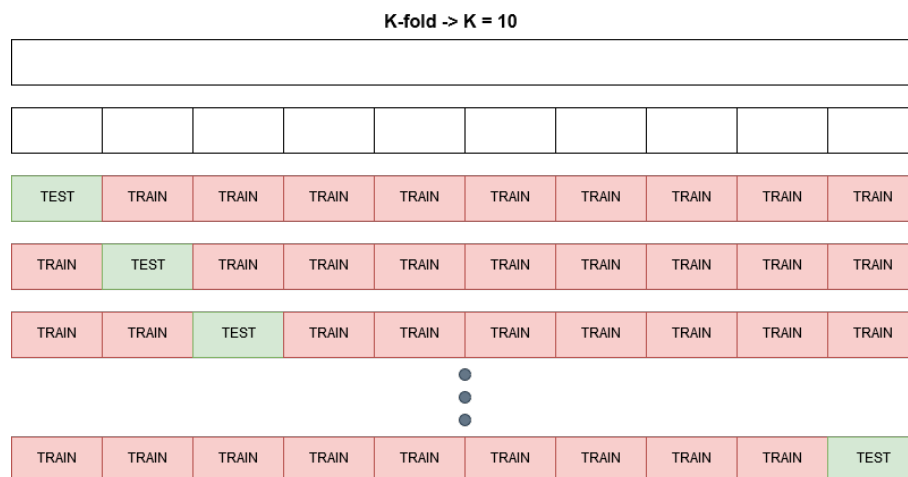 K-fold -> K = 10
TEST TRAIN TRAIN TRAIN TRAIN TRAIN TRAIN TRAIN TRAIN TRAIN
TRAIN TEST TRAIN TRAIN TRAIN TRAIN TRAIN TRAIN TRAIN TRAIN
TRAIN TRAIN TEST TRAIN TRAIN TRAIN TRAIN TRAIN TRAIN TRAIN
TRAIN TRAIN TRAIN TRAIN TRAIN TRAIN TRAIN TRAIN TRAIN TEST